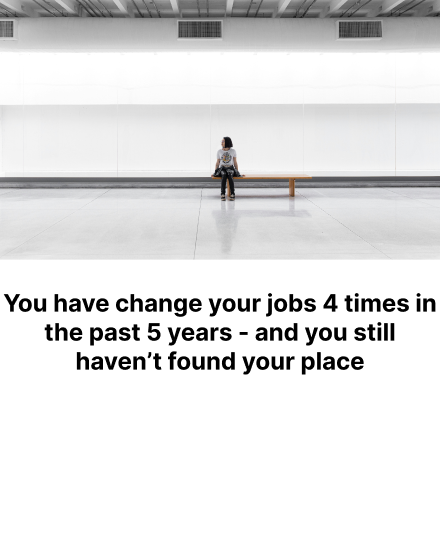 You have change your jobs 4 times in
the past 5 years - and you still
haven’t found your place